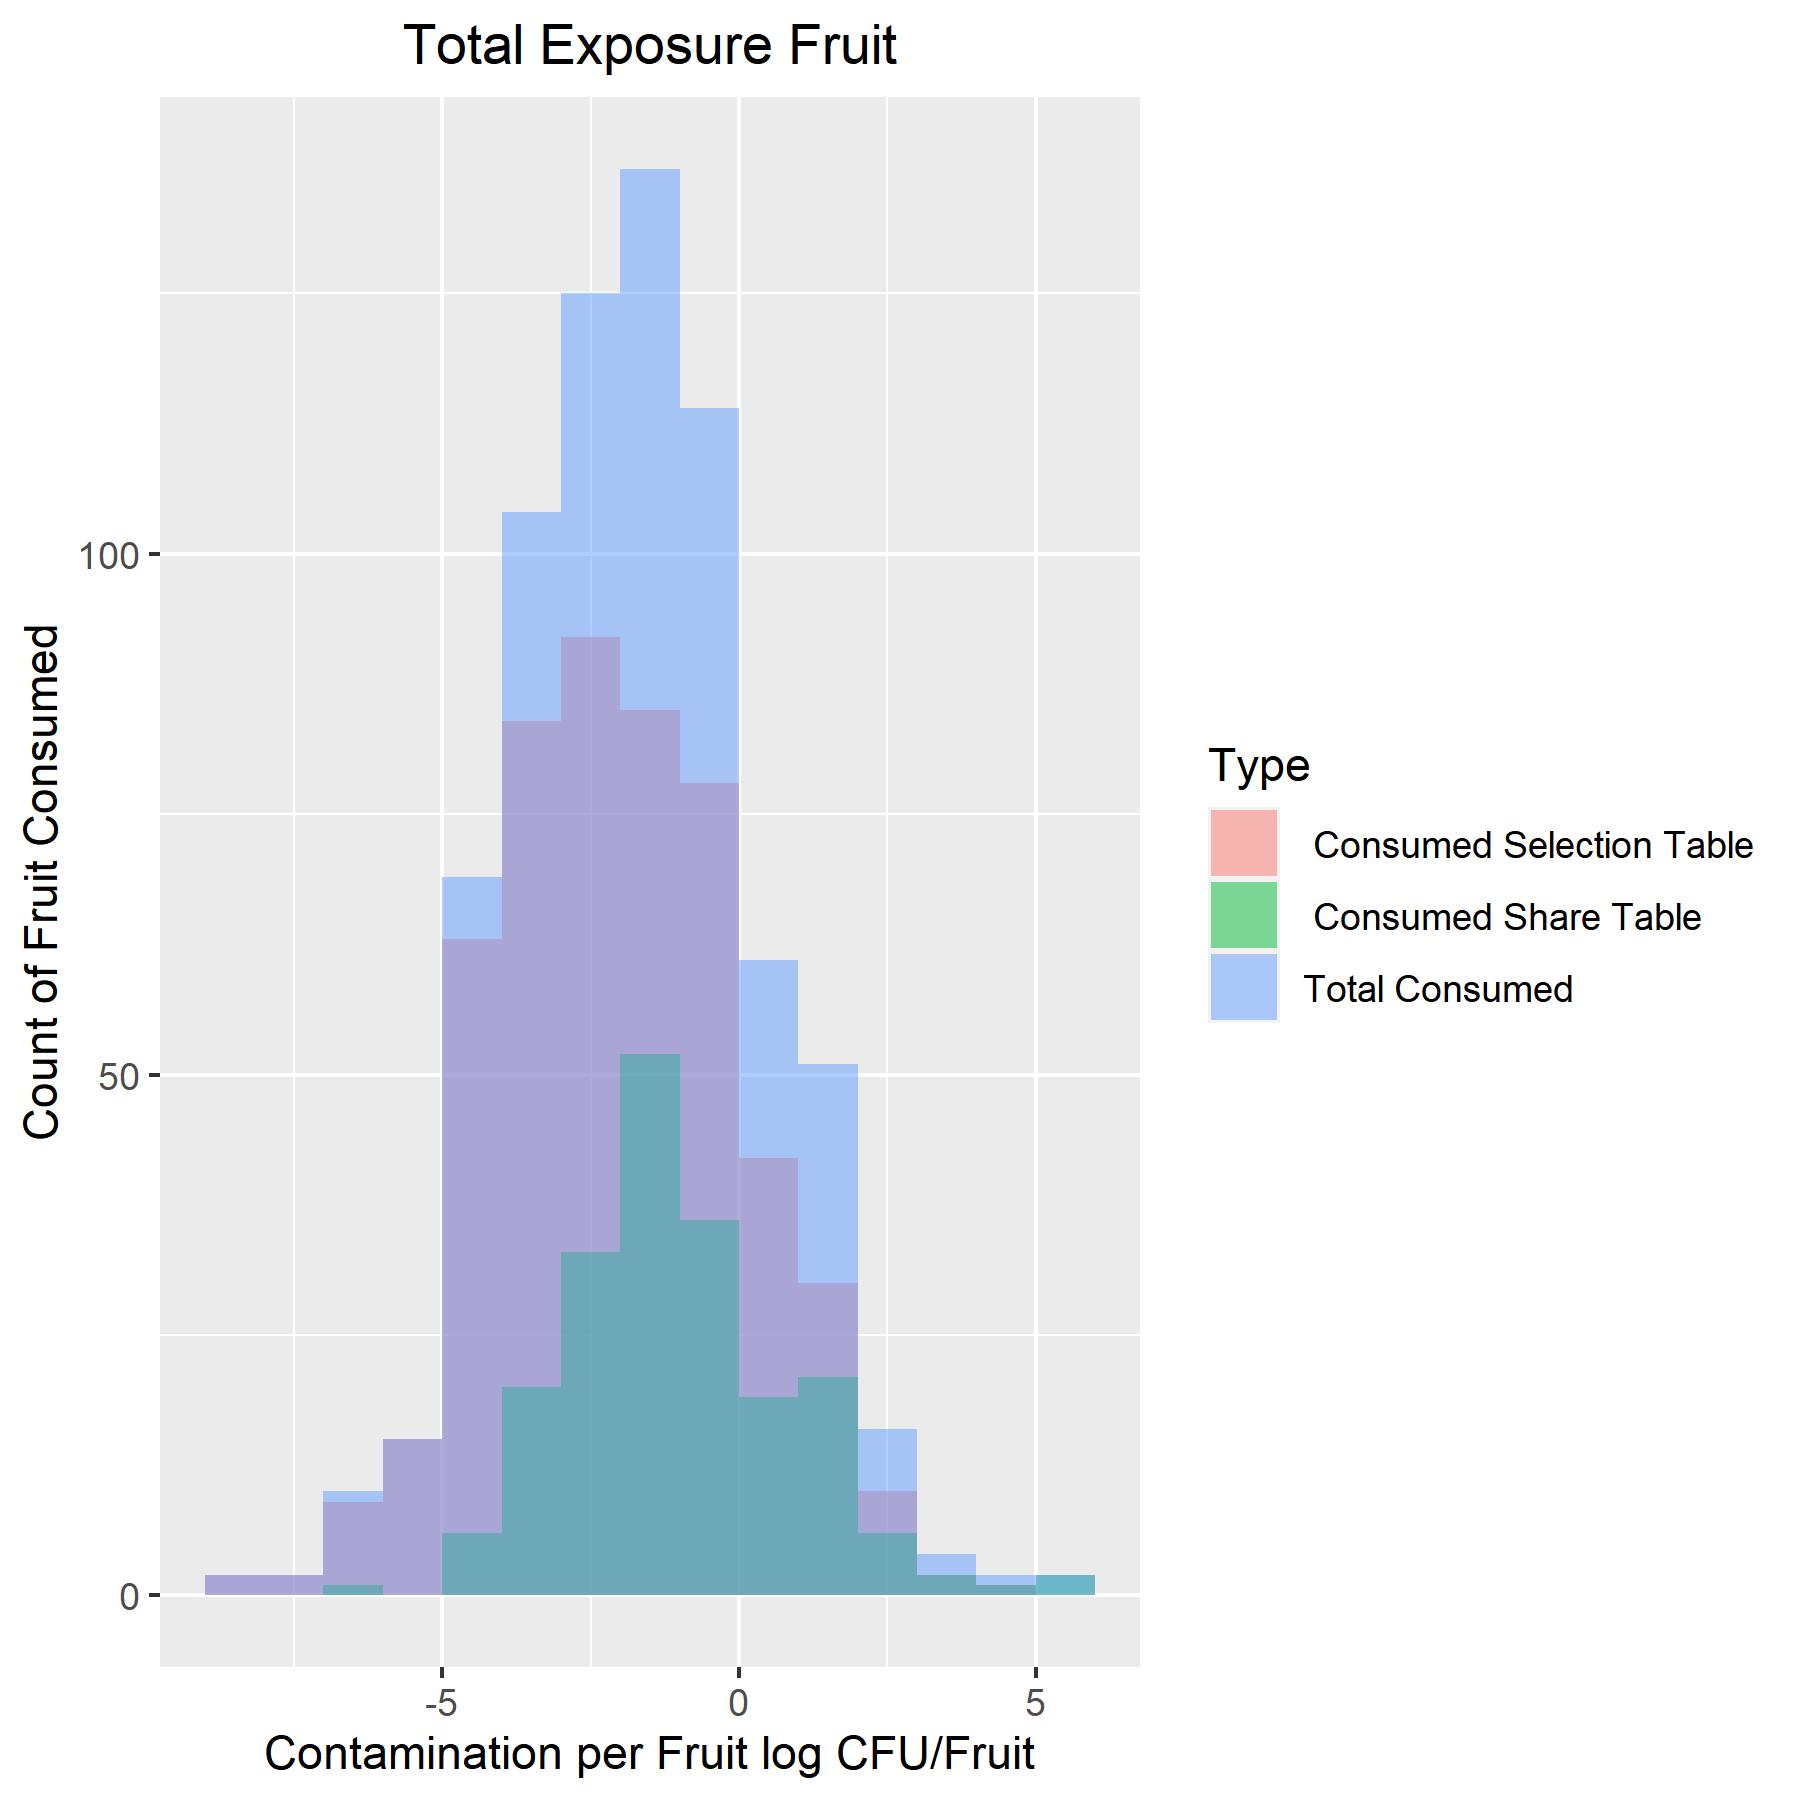 Total Exposure Fruit
Count of Fruit Consumed
100
50
0
-5
0
5
Contamination per Fruit log CFU/Fruit
Type
Consumed Selection Table
Consumed Share Table
Total Consumed